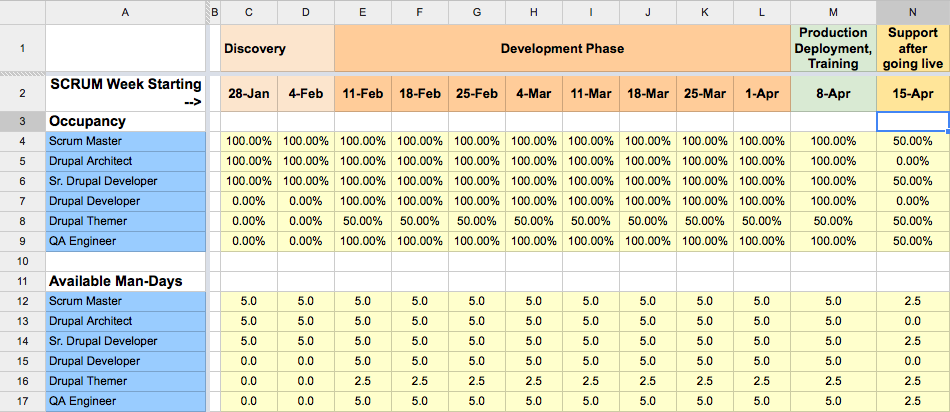 A B C D E F G H I J K L M N
1 Discovery Development Phase Production Deployment, Training Support after going live
2 SCRUM Week Starting --> 28-Jan 4-Feb 11-Feb 18-Feb 25-Feb 4-Mar 11-Mar 18-Mar 25-Mar 1-Apr 8-Apr 15-Apr
3 Occupancy
4 Scrum Master 100.00% 100.00% 100.00% 100.00% 100.00% 100.00% 100.00% 100.00% 100.00% 100.00% 100.00% 50.00%
5 Drupal Architect 100.00% 100.00% 100.00% 100.00% 100.00% 100.00% 100.00% 100.00% 100.00% 100.00% 100.00% 0.00%
6 Sr. Drupal Developer 100.00% 100.00% 100.00% 100.00% 100.00% 100.00% 100.00% 100.00% 100.00% 100.00% 100.00% 50.00%
7 Drupal Developer 0.00% 0.00% 100.00% 100.00% 100.00% 100.00% 100.00% 100.00% 100.00% 100.00% 100.00% 0.00%
8 Drupal Themer 0.00% 0.00% 50.00% 50.00% 50.00% 50.00% 50.00% 50.00% 50.00% 50.00% 50.00% 50.00%
9 QA Engineer 0.00% 0.00% 100.00% 100.00% 100.00% 100.00% 100.00% 100.00% 100.00% 100.00% 100.00% 50.00%
10
11 Available Man-Days
12 Scrum Master 5.0 5.0 5.0 5.0 5.0 5.0 5.0 5.0 5.0 5.0 5.0 2.5
13 Drupal Architect 5.0 5.0 5.0 5.0 5.0 5.0 5.0 5.0 5.0 5.0 5.0 0.0
14 Sr. Drupal Developer 5.0 5.0 5.0 5.0 5.0 5.0 5.0 5.0 5.0 5.0 5.0 2.5
15 Drupal Developer 0.0 0.0 5.0 5.0 5.0 5.0 5.0 5.0 5.0 5.0 5.0 0.0
16 Drupal Themer 0.0 0.0 2.5 2.5 2.5 2.5 2.5 2.5 2.5 2.5 2.5 2.5
17 QA Engineer 0.0 0.0 5.0 5.0 5.0 5.0 5.0 5.0 5.0 5.0 5.0 2.5